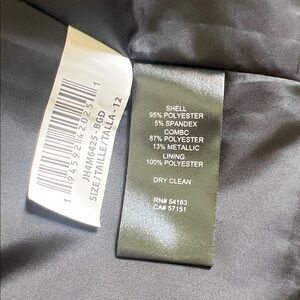 JH4M6425-BGD
SIZE/TAILLE/TALLA-12
SHELL
95% POLYESTER
5% SPANDEX
COMBO
87% POLYESTER
13% METALLIC
LINING
100% POLYESTER
DRY CLEAN
RN# 54163
CA# 57151